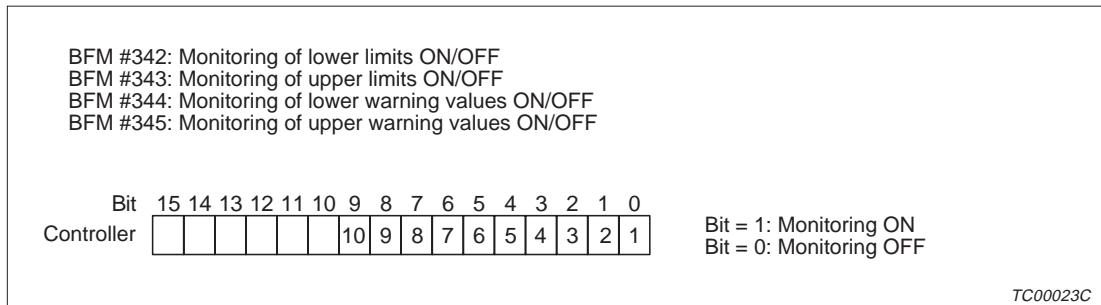 BFM #342: Monitoring of lower limits ON/OFF
BFM #343: Monitoring of upper limits ON/OFF
BFM #344: Monitoring of lower warning values ON/OFF
BFM #345: Monitoring of upper warning values ON/OFF
Bit 15 14 13 12 11 10 9 8 7 6 5 4 3 2 1 0
Controller 10 9 8 7 6 5 4 3 2 1
Bit = 1: Monitoring ON
Bit = 0: Monitoring OFF
TC00023C